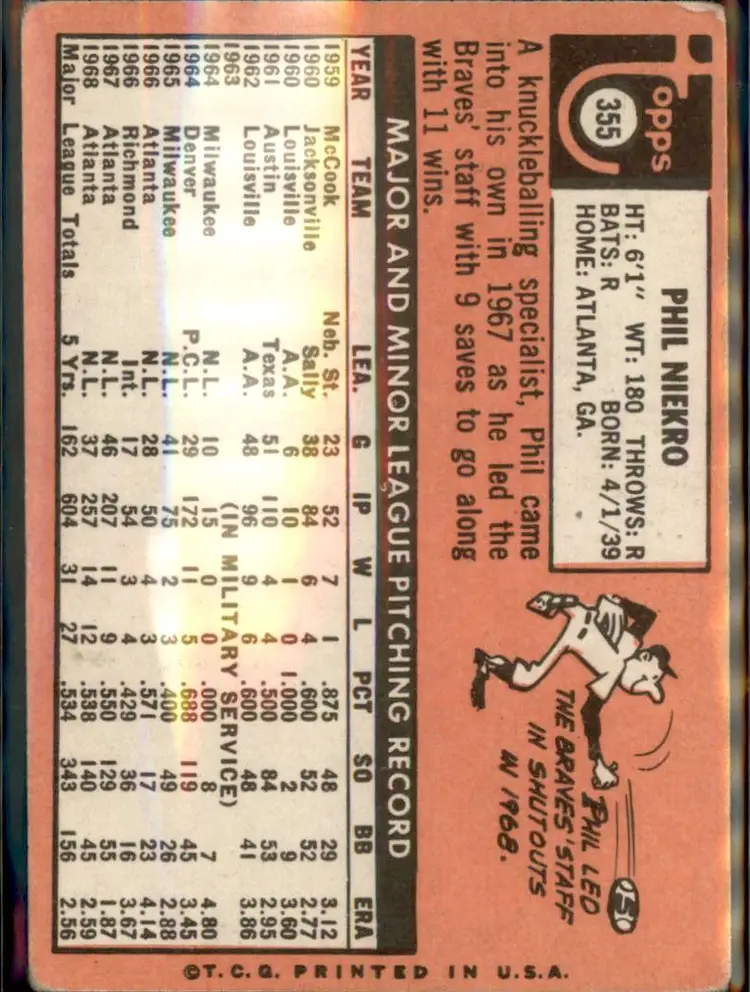 topps
355
PHIL NIEKRO
HT: 6'1" WT: 180 THROWS: R
BATS: R BORN: 4/1/39
HOME: ATLANTA, GA.
A knuckleballing specialist, Phil came
into his own in 1967 as he led the
Braves' staff with 9 saves to go along
with 11 wins.
5
PHIL LED
THE BRAVES' STAFF
IN SHUTOUTS
IN 1968.
MAJOR AND MINOR LEAGUE PITCHING RECORD
YEAR TEAM LEA. G IP W L PCT SO BB ERA
1959 McCook Neb. St. 23 52 7 1 .875 48 29 3.12
1960 Jacksonville Sally 38 84 6 4 .600 52 52 2.77
1960 Louisville A.A. 6 10 1 0 1.000 2 9 3.60
1961 Austin Texas 51 110 4 4 .500 84 53 2.95
1962 Louisville A.A. 48 96 9 6 .600 48 41 3.86
1963 (IN MILITARY SERVICE)
1964 Milwaukee N.L. 10 15 0 0 .000 8 7 4.80
1964 Denver P.C.L. 29 172 11 5 .688 119 45 3.45
1965 Milwaukee N.L. 41 75 2 3 .400 49 26 2.88
1966 Atlanta N.L. 28 50 4 3 .571 17 23 4.14
1966 Richmond Int. 17 54 3 4 .429 36 16 3.67
1967 Atlanta N.L. 46 207 11 9 .550 129 55 1.87
1968 Atlanta N.L. 37 257 14 12 .538 140 45 2.59
Major League Totals 5 Yrs. 162 604 31 27 .534 343 156 2.56
©T.C.G. PRINTED IN U.S.A.